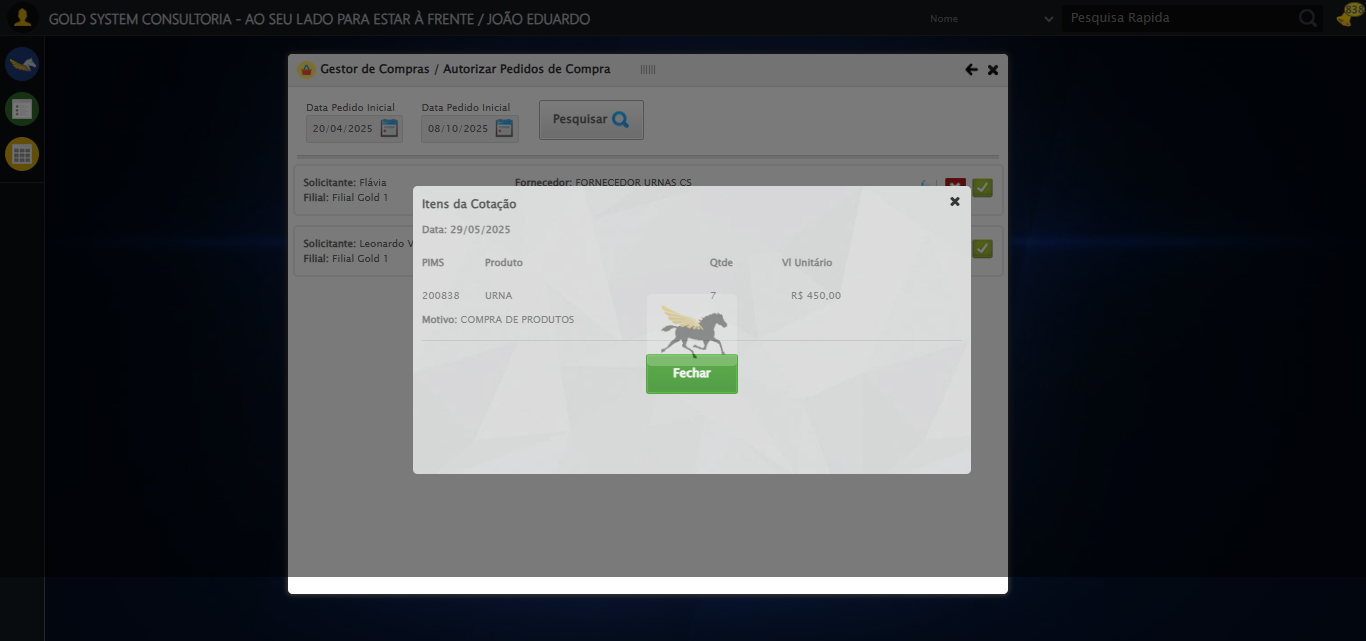 GOLD SYSTEM CONSULTORIA - AO SEU LADO PARA ESTAR À FRENTE / JOÃO EDUARDO
Nome
Pesquisa Rapida
838
Gestor de Compras / Autorizar Pedidos de Compra
Data Pedido Inicial
Data Pedido Inicial
20/04/2025
08/10/2025
Pesquisar
Solicitante: Flávia
Fornecedor: FORNECEDOR URNAS CS
Filial: Filial Gold 1
Solicitante: Leonardo
Filial: Filial Gold 1
Itens da Cotação
Data: 29/05/2025
PIMS Produto Qtde Vl Unitário
200838 URNA 7 R$ 450,00
Motivo: COMPRA DE PRODUTOS
Fechar